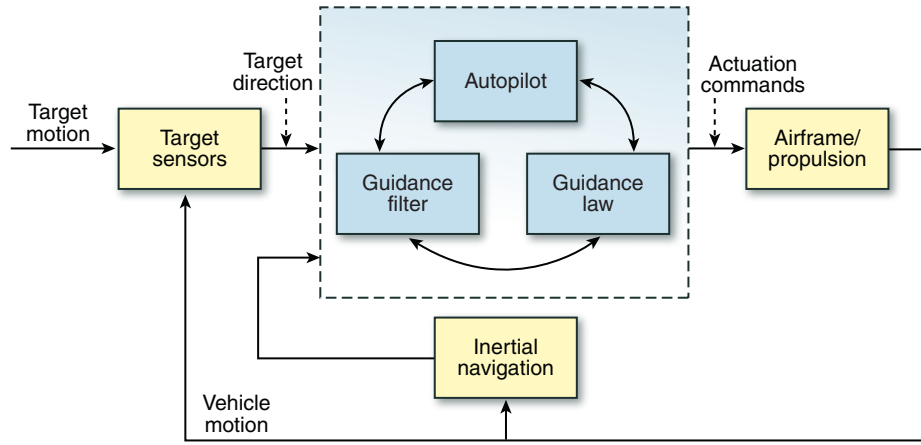 Target
motion
Target
sensors
Target
direction
Autopilot
Guidance
filter
Guidance
law
Actuation
commands
Airframe/
propulsion
Inertial
navigation
Vehicle
motion